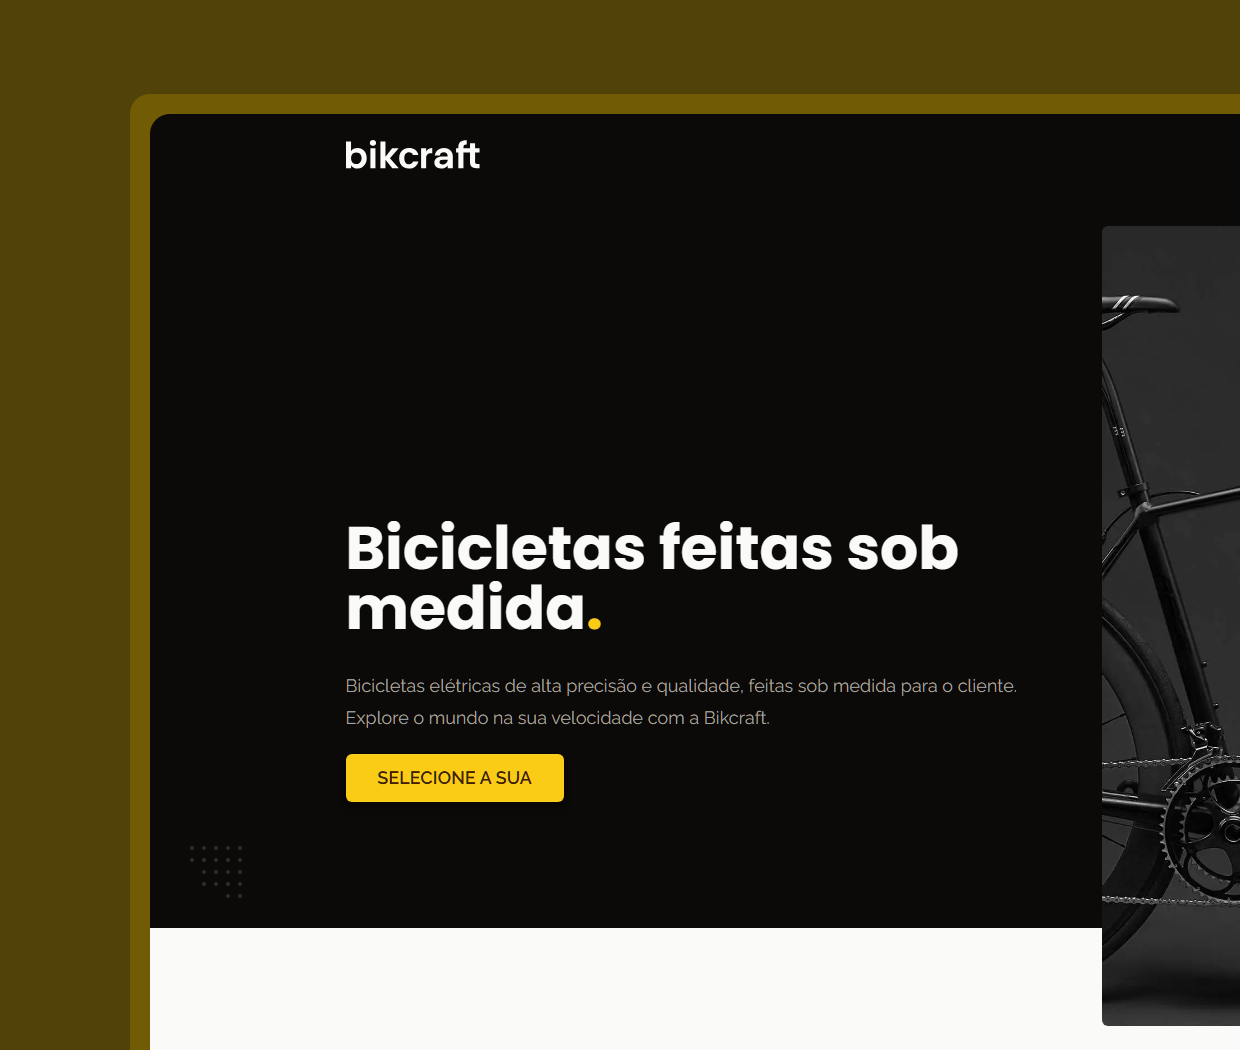 bikcraft
Bicicletas feitas sob
medida.
Bicicletas elétricas de alta precisão e qualidade, feitas sob medida para o cliente.
Explore o mundo na sua velocidade com a Bikcraft.
SELECIONE A SUA